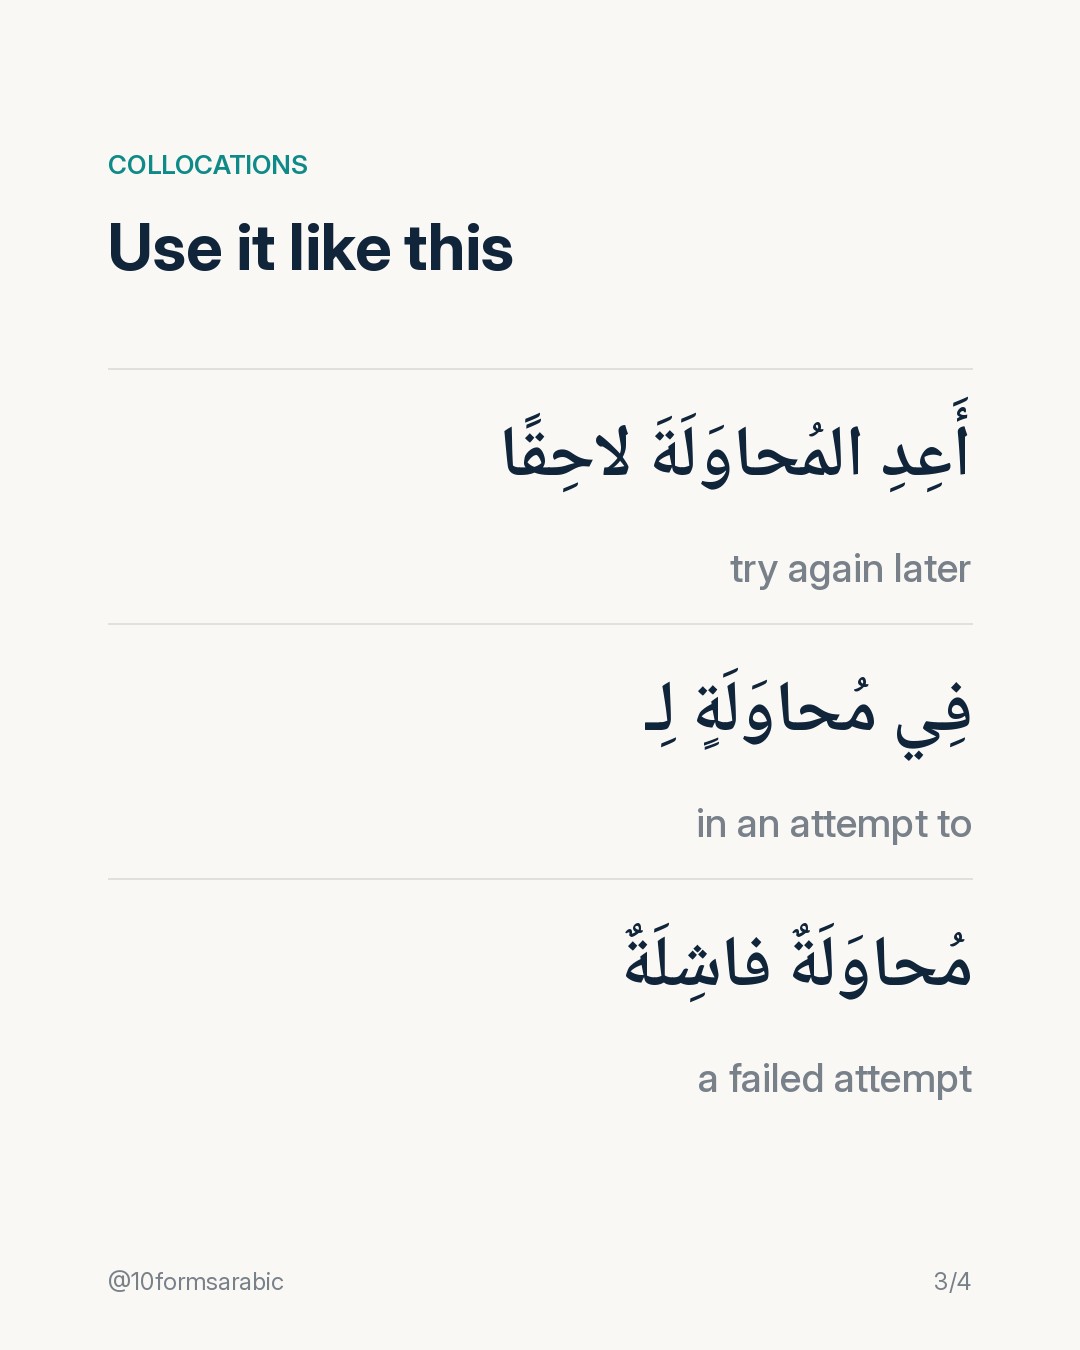 COLLOCATIONS
Use it like this
أَعِدِ المُحاوَلَةَ لاحِقًا
try again later
فِي مُحاوَلَةٍ لِـ
in an attempt to
مُحاوَلَةٌ فاشِلَةٌ
a failed attempt
@10formsarabic
3/4